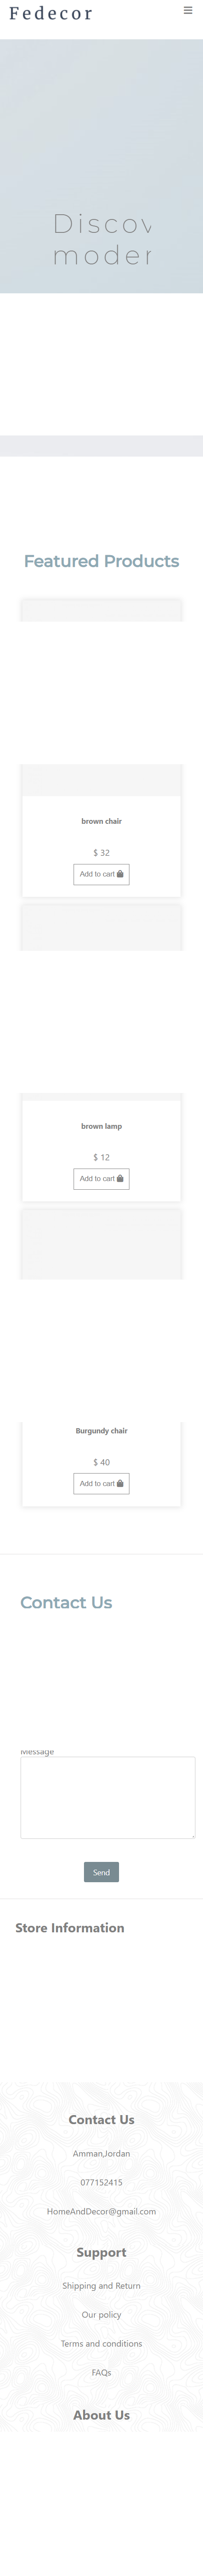 Fedecor
Discov
moder
Featured Products
brown chair
$ 32
Add to cart
brown lamp
$ 12
Add to cart
Burgundy chair
$ 40
Add to cart
Contact Us
Message
Send
Store Information
Contact Us
Amman,Jordan
077152415
HomeAndDecor@gmail.com
Support
Shipping and Return
Our policy
Terms and conditions
FAQs
About Us